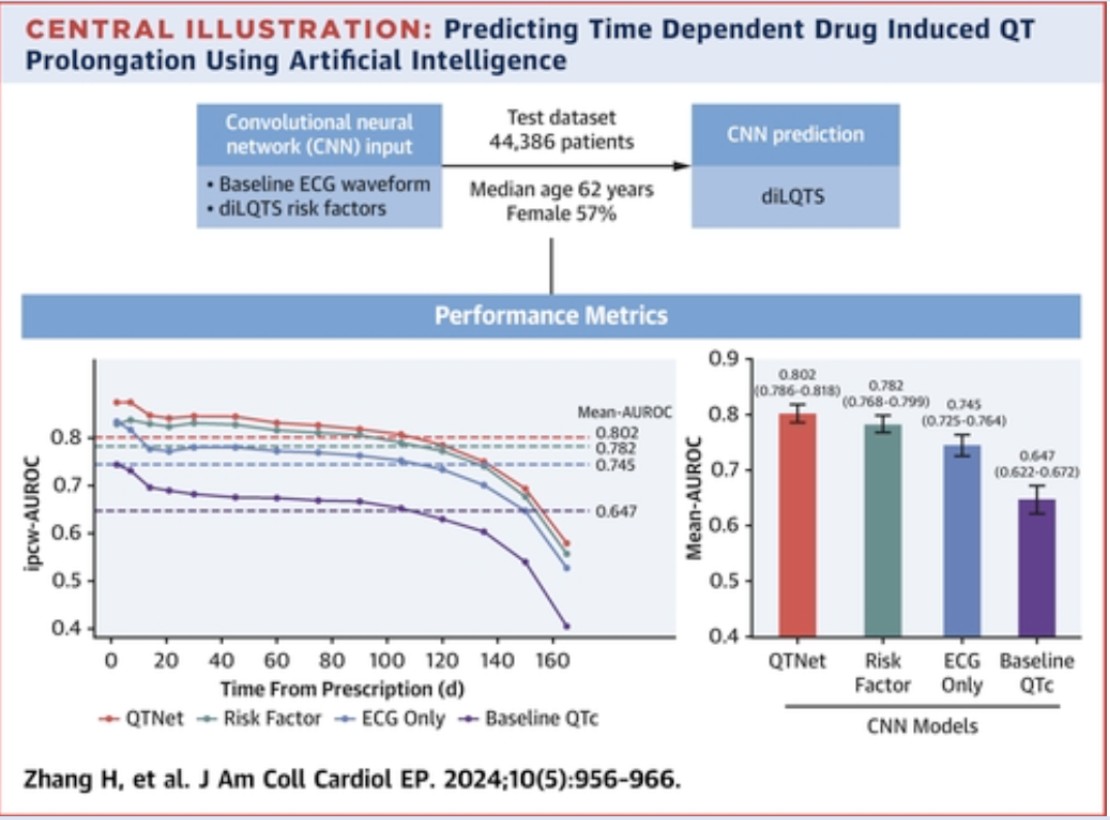 CENTRAL ILLUSTRATION: Predicting Time Dependent Drug Induced QT
Prolongation Using Artificial Intelligence
Convolutional neural
network (CNN) input
• Baseline ECG waveform
• diLQTS risk factors
Test dataset
44,386 patients
Median age 62 years
Female 57%
CNN prediction
diLQTS
Performance Metrics
ipcw-AUROC
0.8
0.7
0.6
0.5
0.4
Mean-AUROC
0.802
0.782
0.745
0.647
0 20 40 60 80 100 120 140 160
Time From Prescription (d)
QTNet Risk Factor ECG Only Baseline QTc
Mean-AUROC
0.9
0.8
0.7
0.6
0.5
0.4
0.802
(0.786-0.818)
0.782
(0.768-0.799)
0.745
(0.725-0.764)
0.647
(0.622-0.672)
QTNet
Risk
Factor
ECG
Only
Baseline
QTc
CNN Models
Zhang H, et al. J Am Coll Cardiol EP. 2024;10(5):956-966.